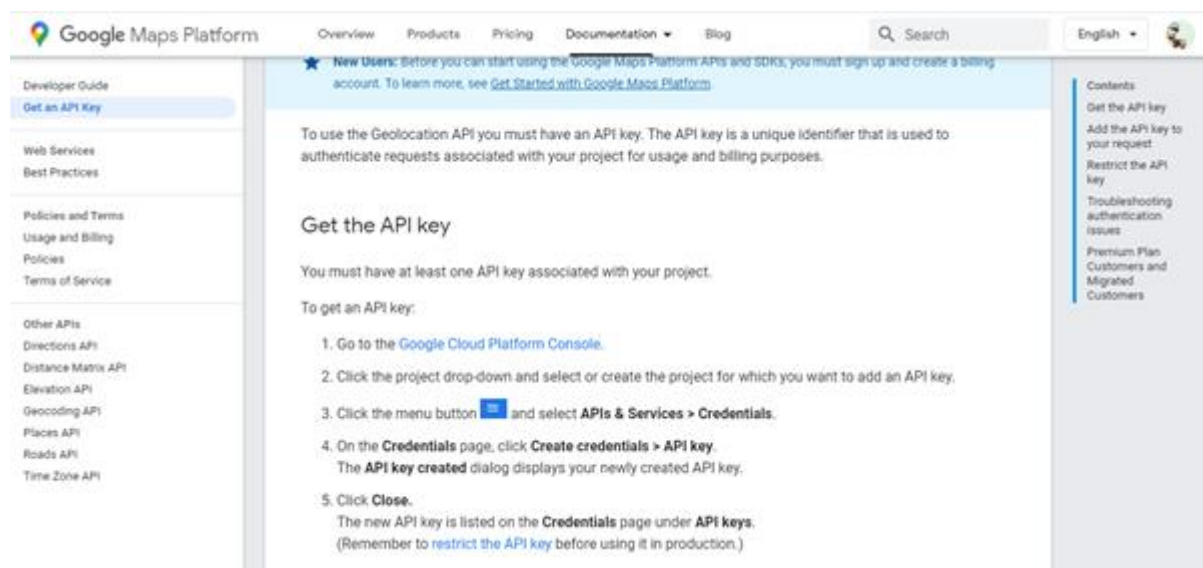 Google Maps Platform
Overview
Products
Pricing
Documentation
Blog
Search
English
Developer Guide
Get an API Key
Web Services
Best Practices
Policies and Terms
Usage and Billing
Policies
Terms of Service
Other APIs
Directions API
Distance Matrix API
Elevation API
Geocoding API
Places API
Roads API
Time Zone API
New Users: Before you can start using the Google Maps Platform APIs and SDKs, you must sign up and create a billing
account. To learn more, see Get Started with Google Maps Platform.
To use the Geolocation API you must have an API key. The API key is a unique identifier that is used to
authenticate requests associated with your project for usage and billing purposes.
Get the API key
You must have at least one API key associated with your project.
To get an API key:
1. Go to the Google Cloud Platform Console.
2. Click the project drop-down and select or create the project for which you want to add an API key.
3. Click the menu button and select APIs & Services > Credentials.
4. On the Credentials page, click Create credentials > API key.
The API key created dialog displays your newly created API key.
5. Click Close.
The new API key is listed on the Credentials page under API keys.
(Remember to restrict the API key before using it in production.)
Contents
Get the API key
Add the API key to
your request
Restrict the API
key
Troubleshooting
authentication
issues
Premium Plan
Customers and
Migrated
Customers